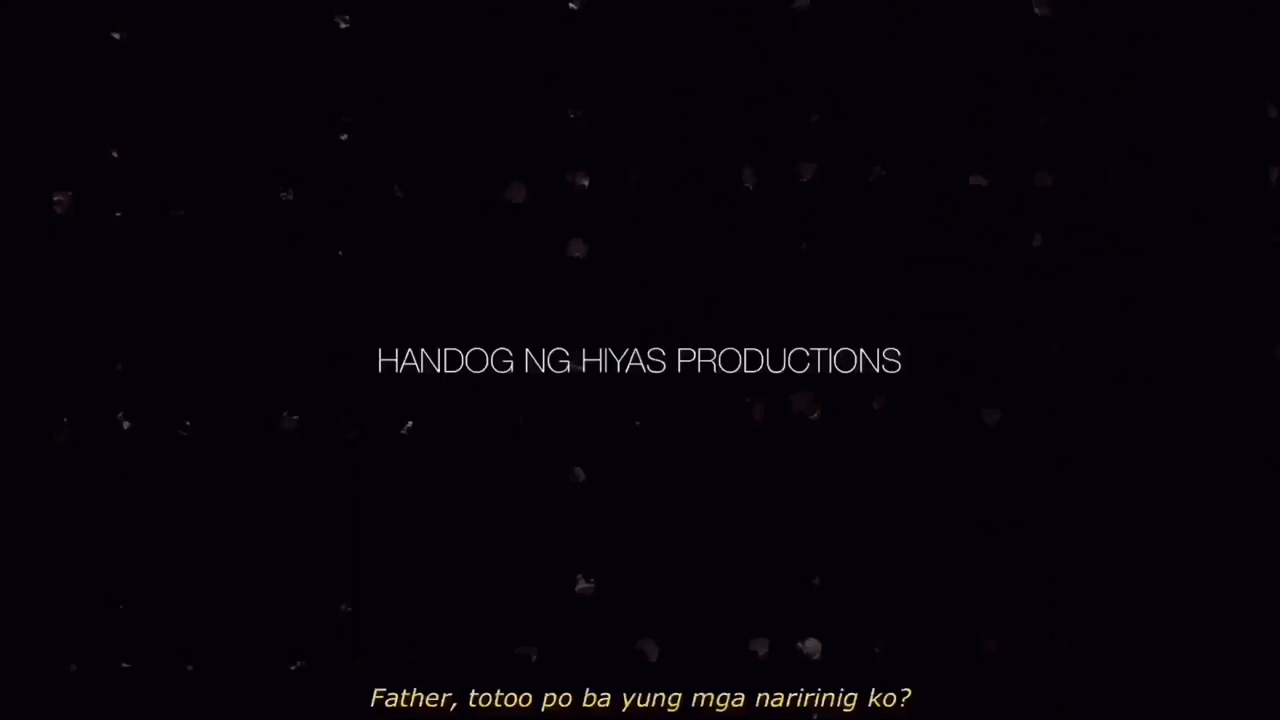 HANDOG NG HIYAS PRODUCTIONS
Father, totoo po ba yung mga naririnig ko?